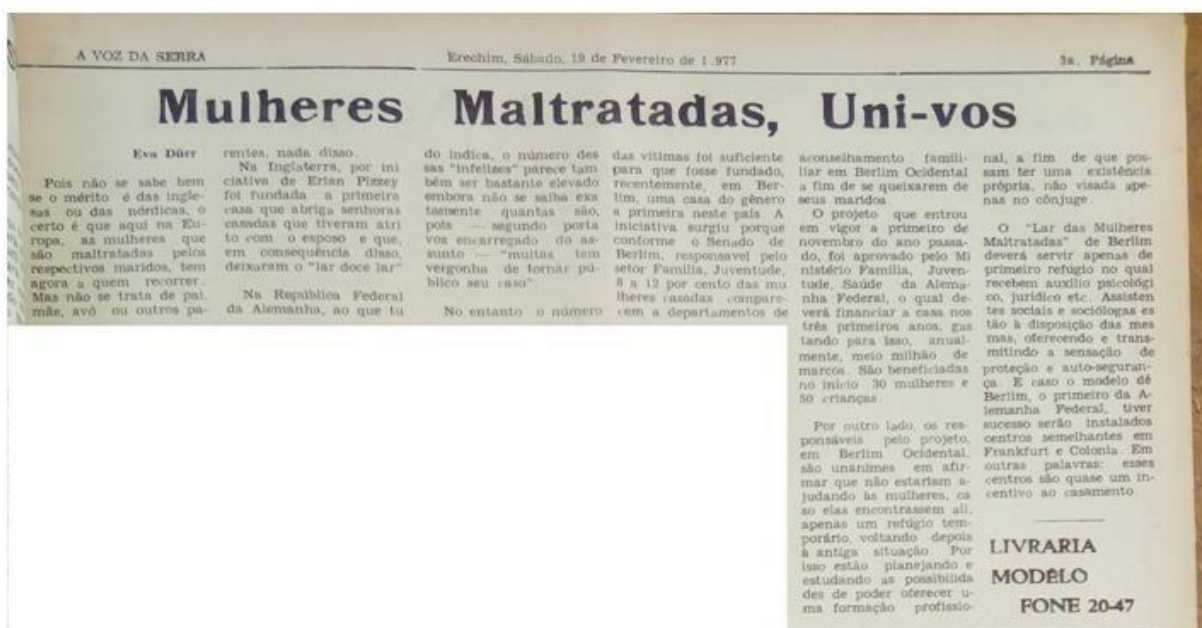 A VOZ DA SERRA
Erechim, Sábado, 19 de Fevereiro de 1.977
3a. Página
Mulheres Maltratadas, Uni-vos
Eva Dürr
Pois não se sabe bem
se o mérito é das ingle-
sas ou das nórdicas, o
certo é que aqui na Eu-
ropa, as mulheres que
são maltratadas pelos
respectivos maridos, tem
agora a quem recorrer.
Mas não se trata de pai,
mãe, avó ou outros pa-
rentes, nada disso.
Na Inglaterra, por ini
ciativa de Erian Pizzey
foi fundada a primeira
casa que abriga senhoras
casadas que tiveram atri
to com o esposo e que,
em consequência disso,
deixaram o "lar doce lar"
Na República Federal
da Alemanha, ao que tu
do indica, o número des
sas "infelizes" parece tam
bém ser bastante elevado
embora não se saiba exa
tamente quantas são,
pois — segundo porta
voz encarregado do as-
sunto — "muitas tem
vergonha de tornar pú-
blico seu caso"
No entanto o número
das vítimas foi suficiente
para que fosse fundado,
recentemente, em Ber-
lim, uma casa do gênero
a primeira neste país. A
iniciativa surgiu porque
conforme o Senado de
Berlim, responsavel pelo
setor Família, Juventude,
8 a 12 por cento das mu
lheres casadas compare-
cem a departamentos de
aconselhamento famili-
liar em Berlim Ocidental
a fim de se queixarem de
seus maridos.
O projeto que entrou
em vigor a primeiro de
novembro do ano passa-
do, foi aprovado pelo Mi
nistério Família, Juven-
tude, Saúde da Alema-
nha Federal, o qual de-
verá financiar a casa nos
três primeiros anos, gas
tando para isso, anual-
mente, meio milhão de
marcos. São beneficiadas
no início 30 mulheres e
50 crianças.
Por outro lado, os res-
ponsáveis pelo projeto,
em Berlim Ocidental,
são unanimes em afir-
mar que não estariam a-
judando às mulheres, ca
so elas encontrassem ali,
apenas um refúgio tem-
porário, voltando depois
à antiga situação. Por
isso estão planejando e
estudando as possibilida
des de poder oferecer u-
ma formação profissio-
nal, a fim de que pos-
sam ter uma existência
própria, não visada ape-
nas no cônjuge.
O "Lar das Mulheres
Maltratadas" de Berlim
deverá servir apenas de
primeiro refúgio no qual
recebem auxílio psicológi
co, jurídico etc. Assisten
tes sociais e sociólogas es
tão à disposição das mes
mas, oferecendo e trans-
mitindo a sensação de
proteção e auto-seguran-
ça. E caso o modelo dê
Berlim, o primeiro da A-
lemanha Federal, tiver
sucesso serão instalados
centros semelhantes em
Frankfurt e Colonia. Em
outras palavras: esses
centros são quase um in-
centivo ao casamento.
LIVRARIA
MODELO
FONE 20-47